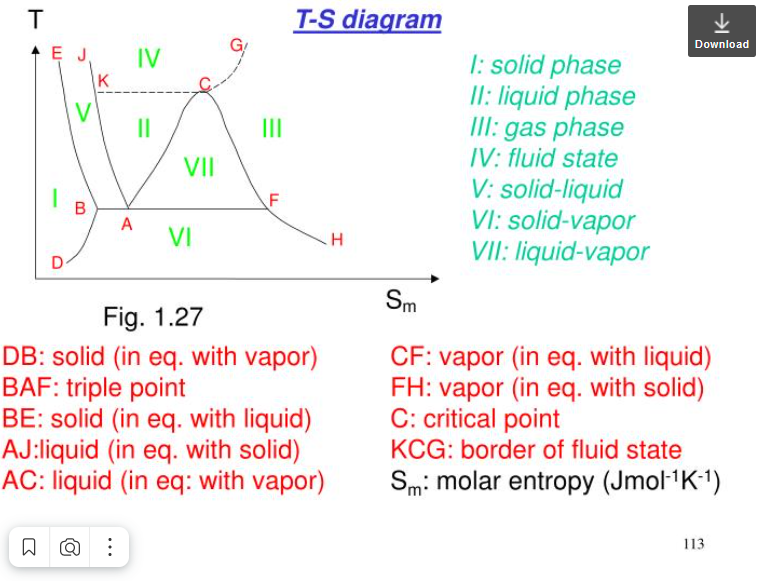 T
T-S diagram
Download
E J G
IV
K C
V
II III
VII
I B F
A
VI H
D
I: solid phase
II: liquid phase
III: gas phase
IV: fluid state
V: solid-liquid
VI: solid-vapor
VII: liquid-vapor
Sm
Fig. 1.27
DB: solid (in eq. with vapor)
BAF: triple point
BE: solid (in eq. with liquid)
AJ:liquid (in eq. with solid)
AC: liquid (in eq: with vapor)
CF: vapor (in eq. with liquid)
FH: vapor (in eq. with solid)
C: critical point
KCG: border of fluid state
Sm: molar entropy (Jmol-1K-1)
113